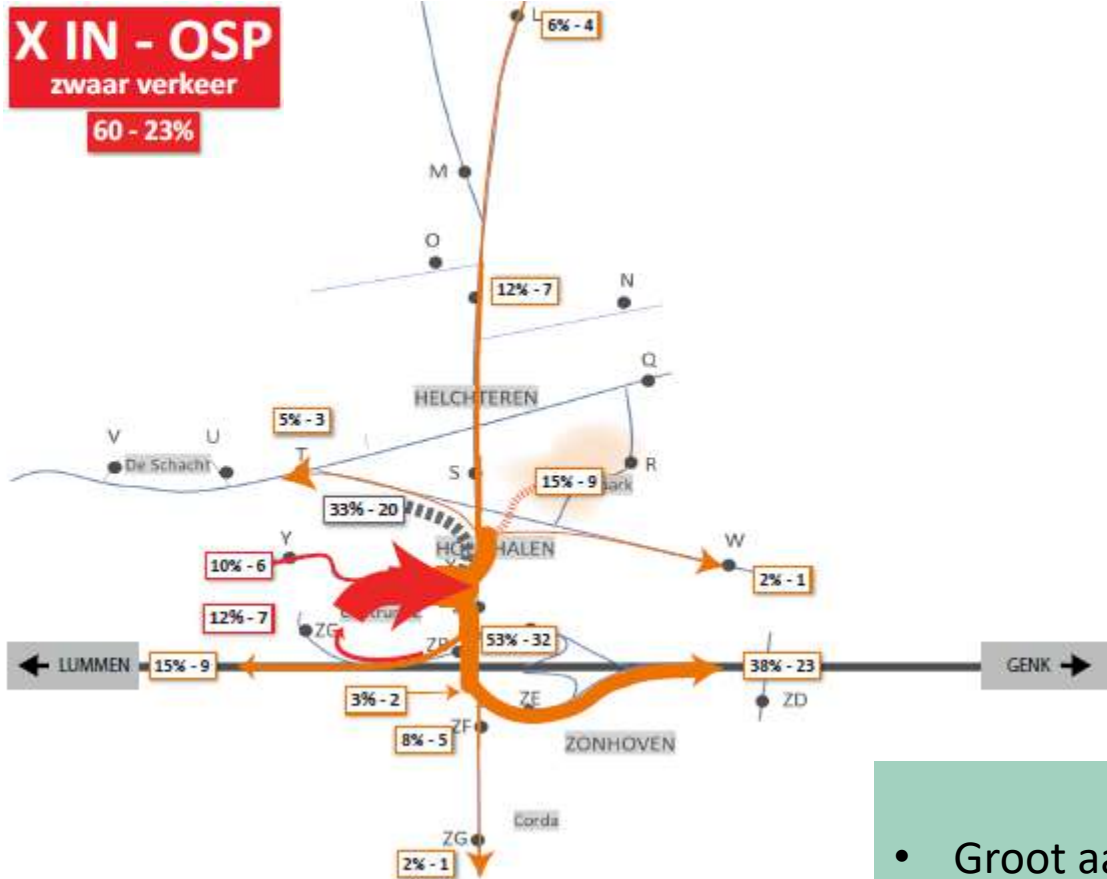 X IN - OSP
zwaar verkeer
60 - 23%
L
6% - 4
M
O
N
12% - 7
Q
HELCHTEREN
5% - 3
T
V
U
De Schacht
S
R
15% - 9
33% - 20
W
2% - 1
Y
10% - 6
12% - 7
53% - 32
LUMMEN
15% - 9
38% - 23
GENK
3% - 2
ZE
ZD
ZF
8% - 5
ZONHOVEN
Corda
ZG
2% - 1
• Groot aa